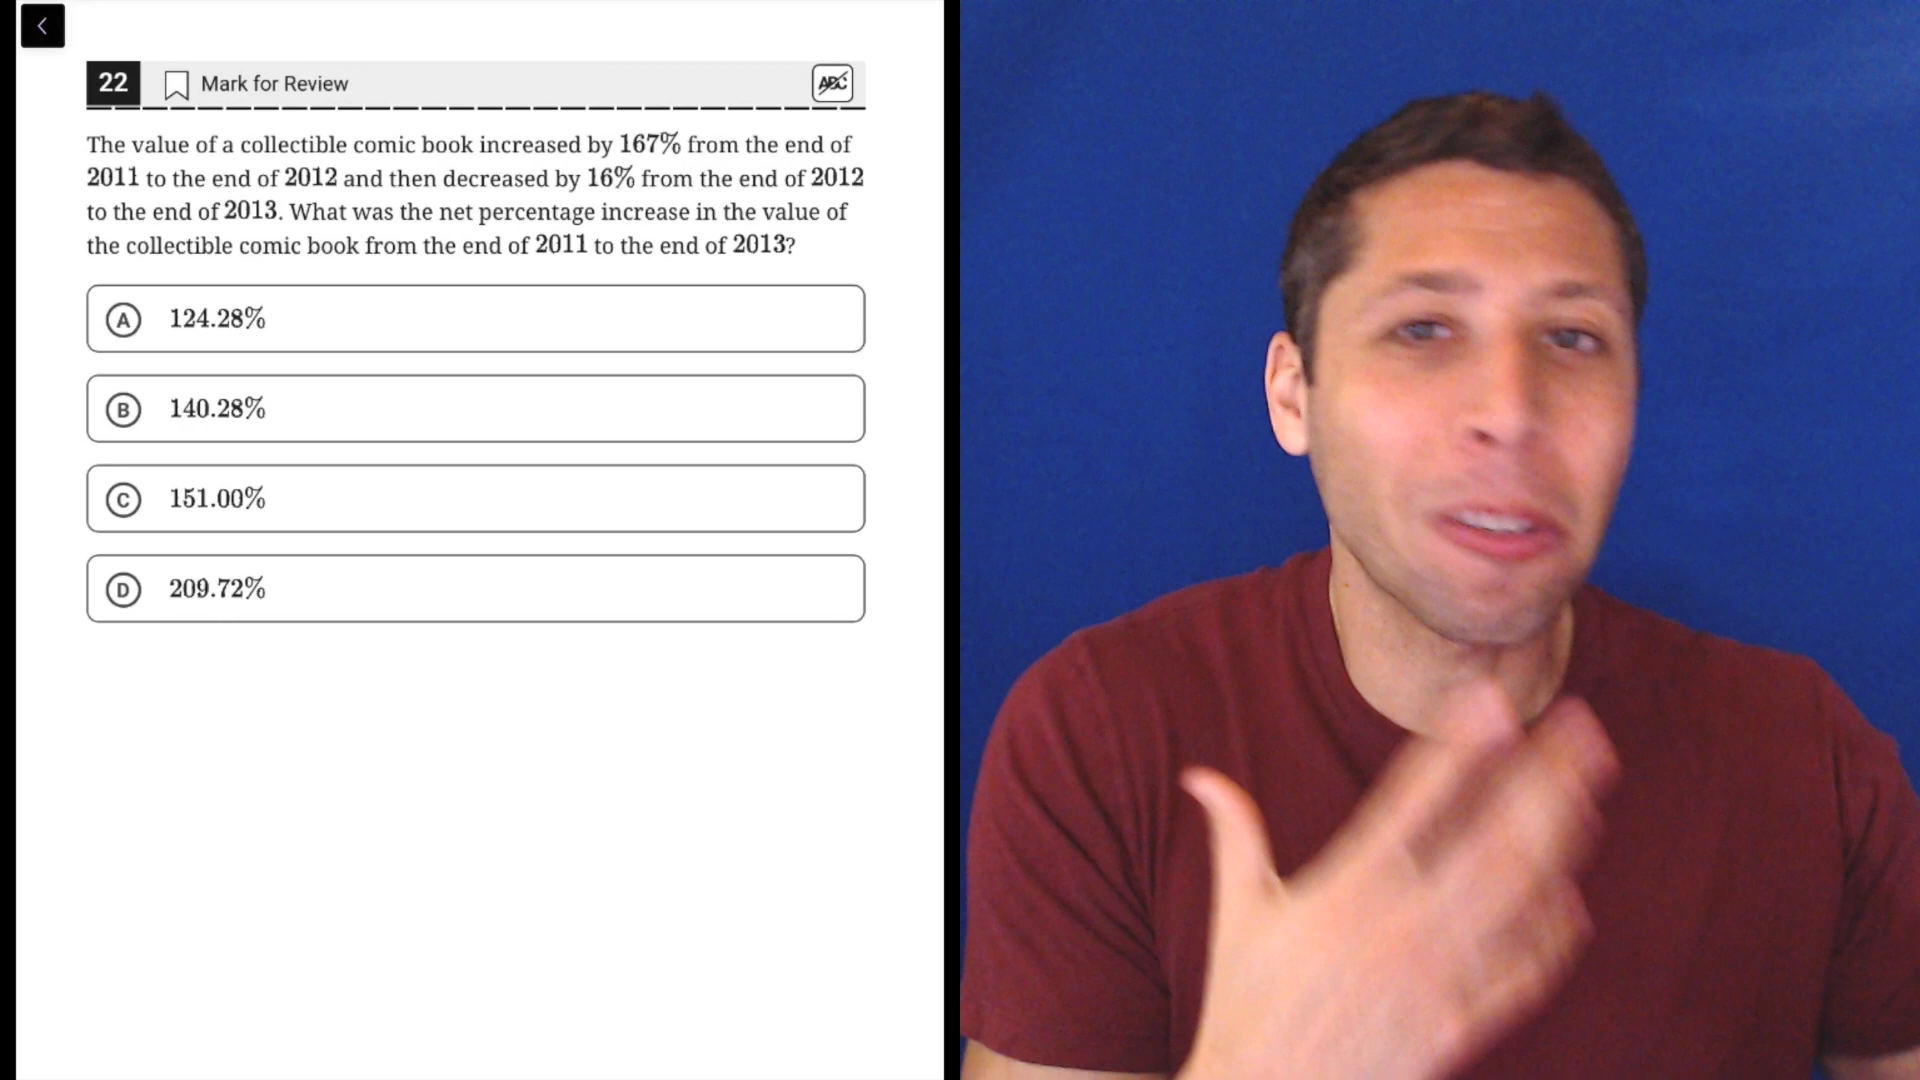 22 Mark for Review ABC
The value of a collectible comic book increased by 167% from the end of
2011 to the end of 2012 and then decreased by 16% from the end of 2012
to the end of 2013. What was the net percentage increase in the value of
the collectible comic book from the end of 2011 to the end of 2013?
A 124.28%
B 140.28%
C 151.00%
D 209.72%